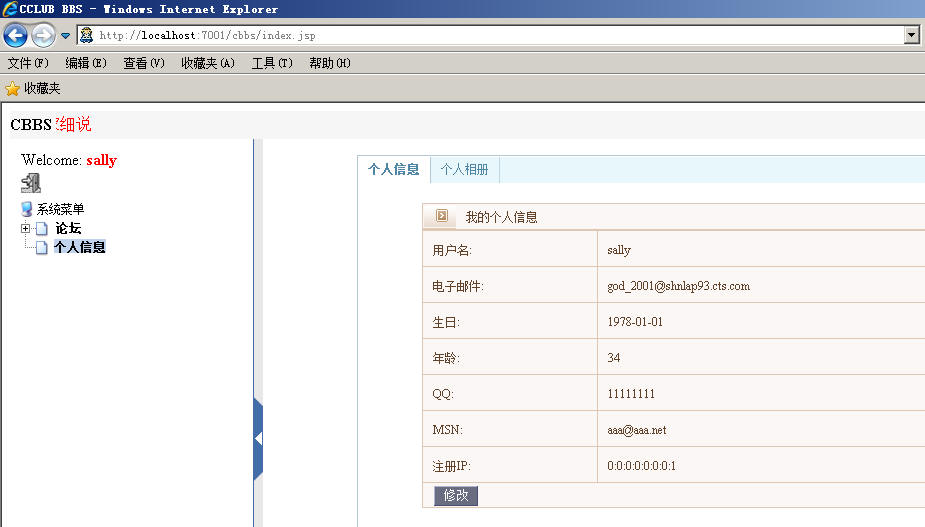 CCLUB BBS - Windows Internet Explorer
http://localhost:7001/cbbs/index.jsp
文件(F) 编辑(E) 查看(V) 收藏夹(A) 工具(T) 帮助(H)
收藏夹
CBBS 细说
Welcome: sally
系统菜单
论坛
个人信息
个人信息 个人相册
我的个人信息
用户名: sally
电子邮件: god_2001@shnlap93.cts.com
生日: 1978-01-01
年龄: 34
QQ: 11111111
MSN: aaa@aaa.net
注册IP: 0:0:0:0:0:0:0:1
修改